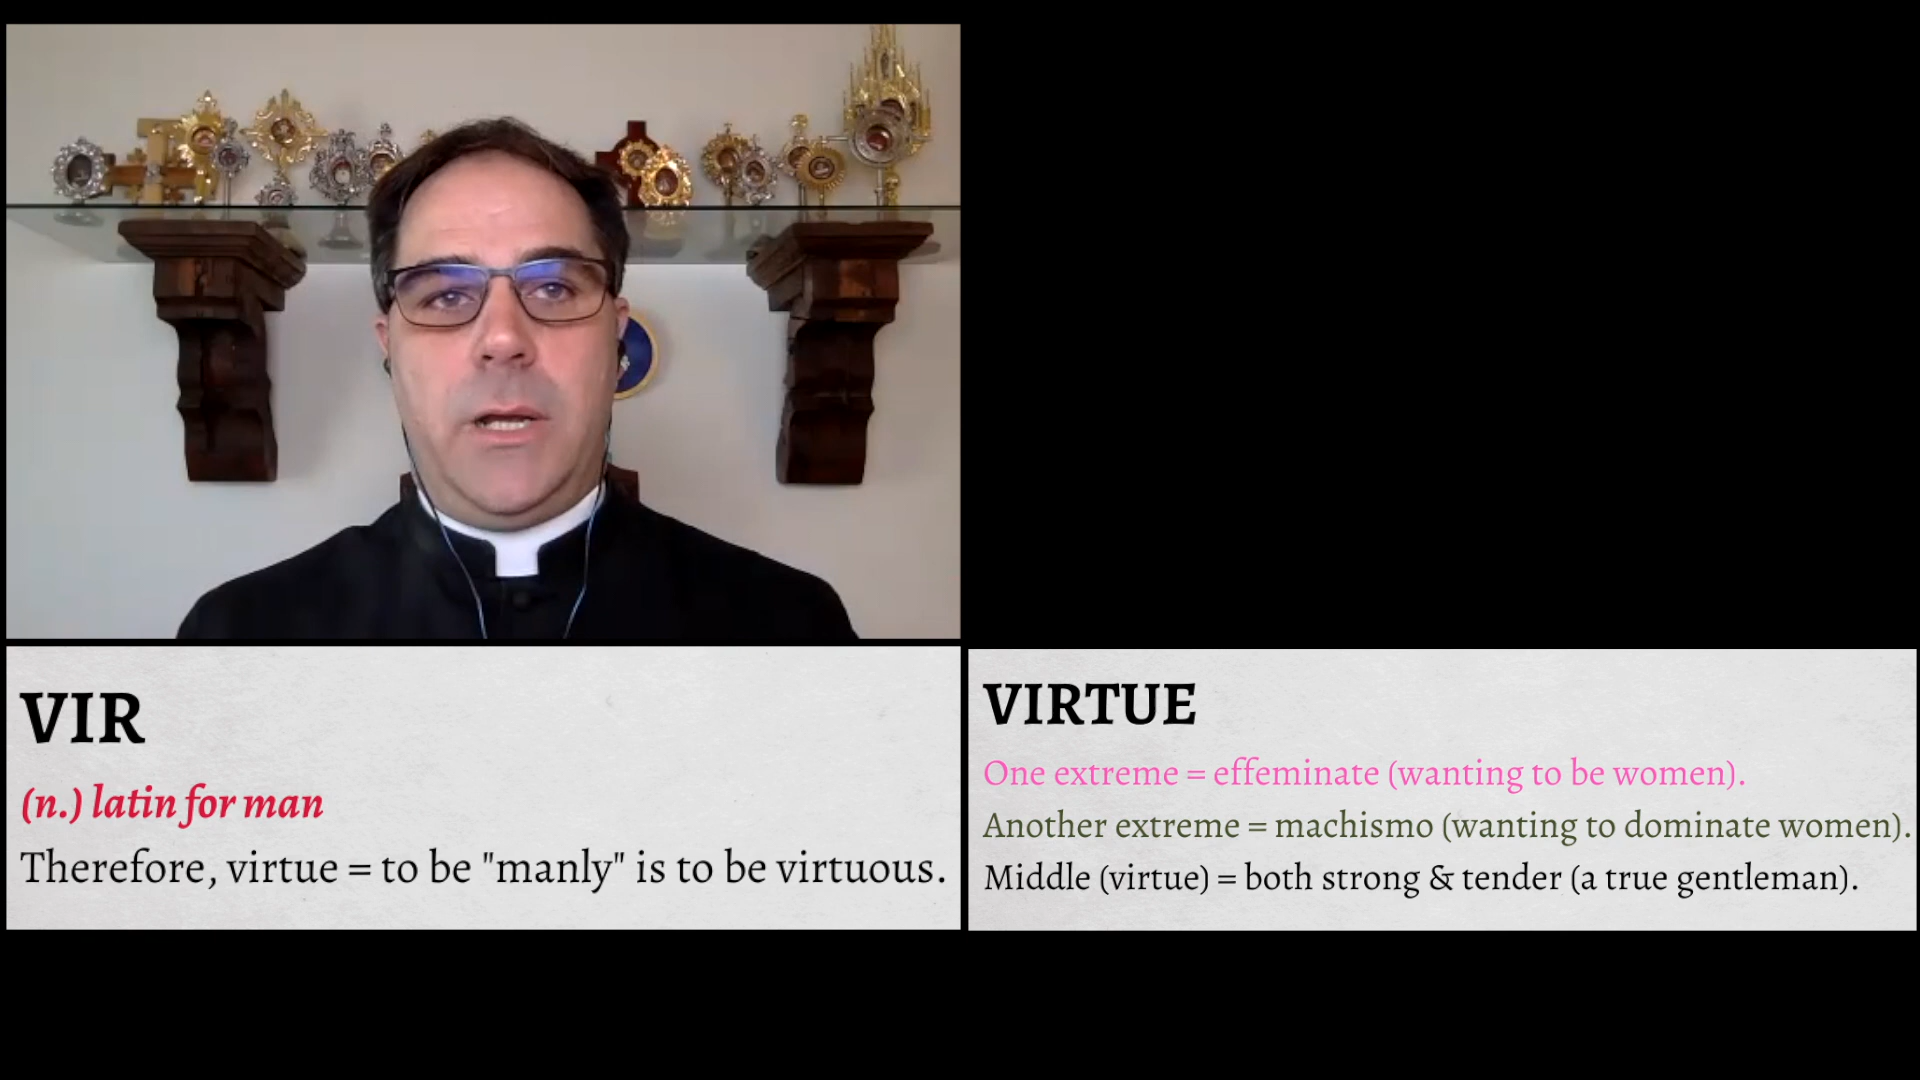 VIR
(n.) latin for man
Therefore, virtue = to be "manly" is to be virtuous.
VIRTUE
One extreme = effeminate (wanting to be women).
Another extreme = machismo (wanting to dominate women).
Middle (virtue) = both strong & tender (a true gentleman).